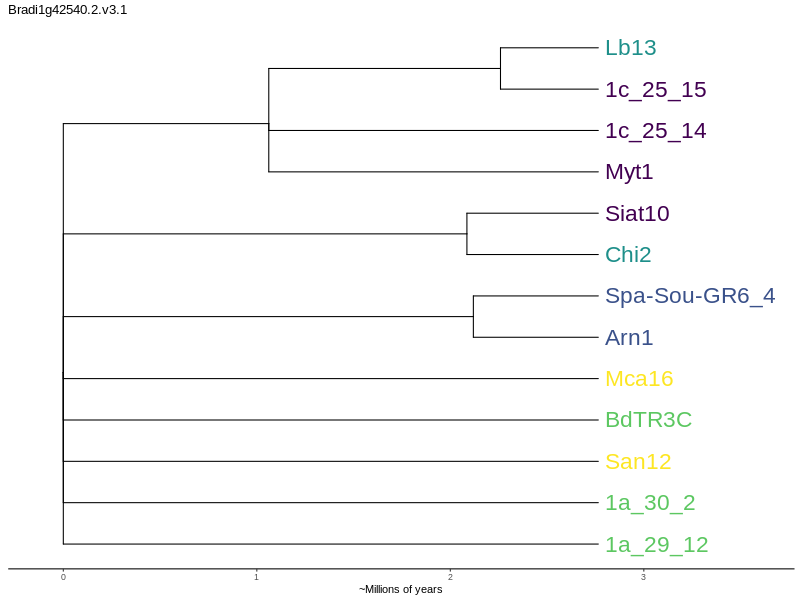 Bradi1g42540.2.v3.1
Lb13
1c_25_15
1c_25_14
Myt1
Siat10
Chi2
Spa-Sou-GR6_4
Arn1
Mca16
BdTR3C
San12
1a_30_2
1a_29_12
0 1 2 3
~Millions of years